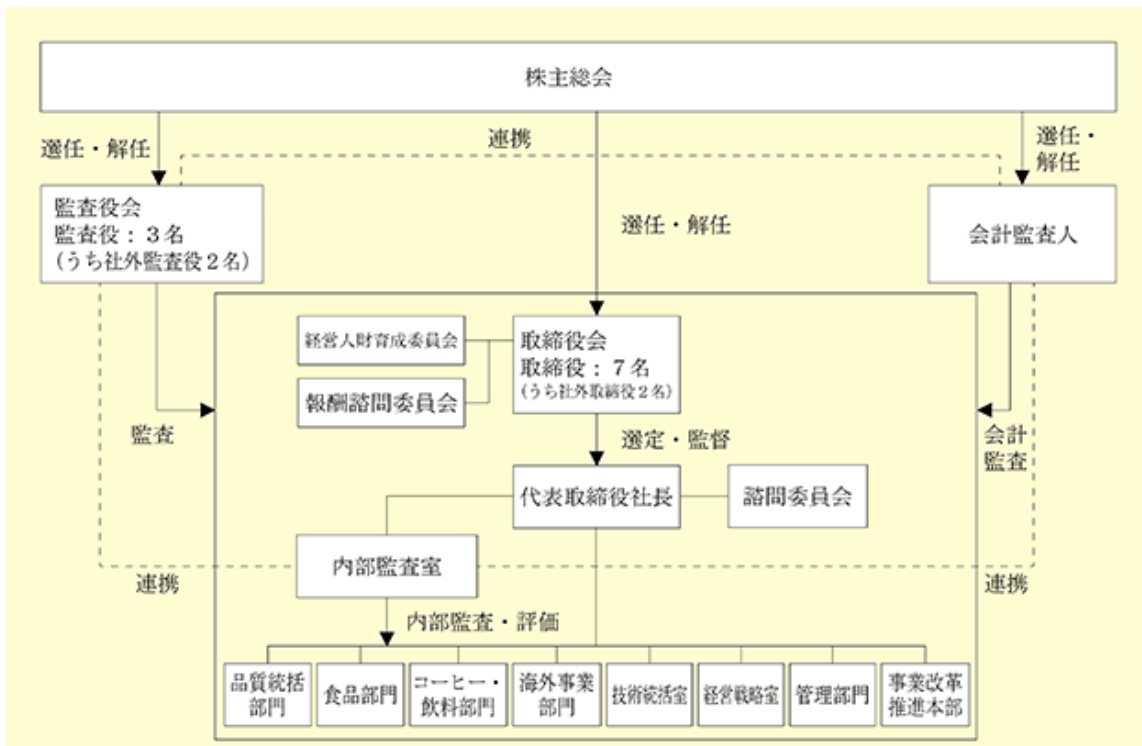 株主総会
選任・解任
連携
選任・
解任
監査役会
監査役：３名
(うち社外監査役２名)
選任・解任
会計監査人
経営人財育成委員会
報酬諮問委員会
取締役会
取締役：７名
(うち社外取締役２名)
監査
選定・監督
会計
監査
代表取締役社長
諮問委員会
内部監査室
連携
連携
内部監査・評価
品質統括
部門
食品部門
コーヒー・
飲料部門
海外事業
部門
技術統括室
経営戦略室
管理部門
事業改革
推進本部